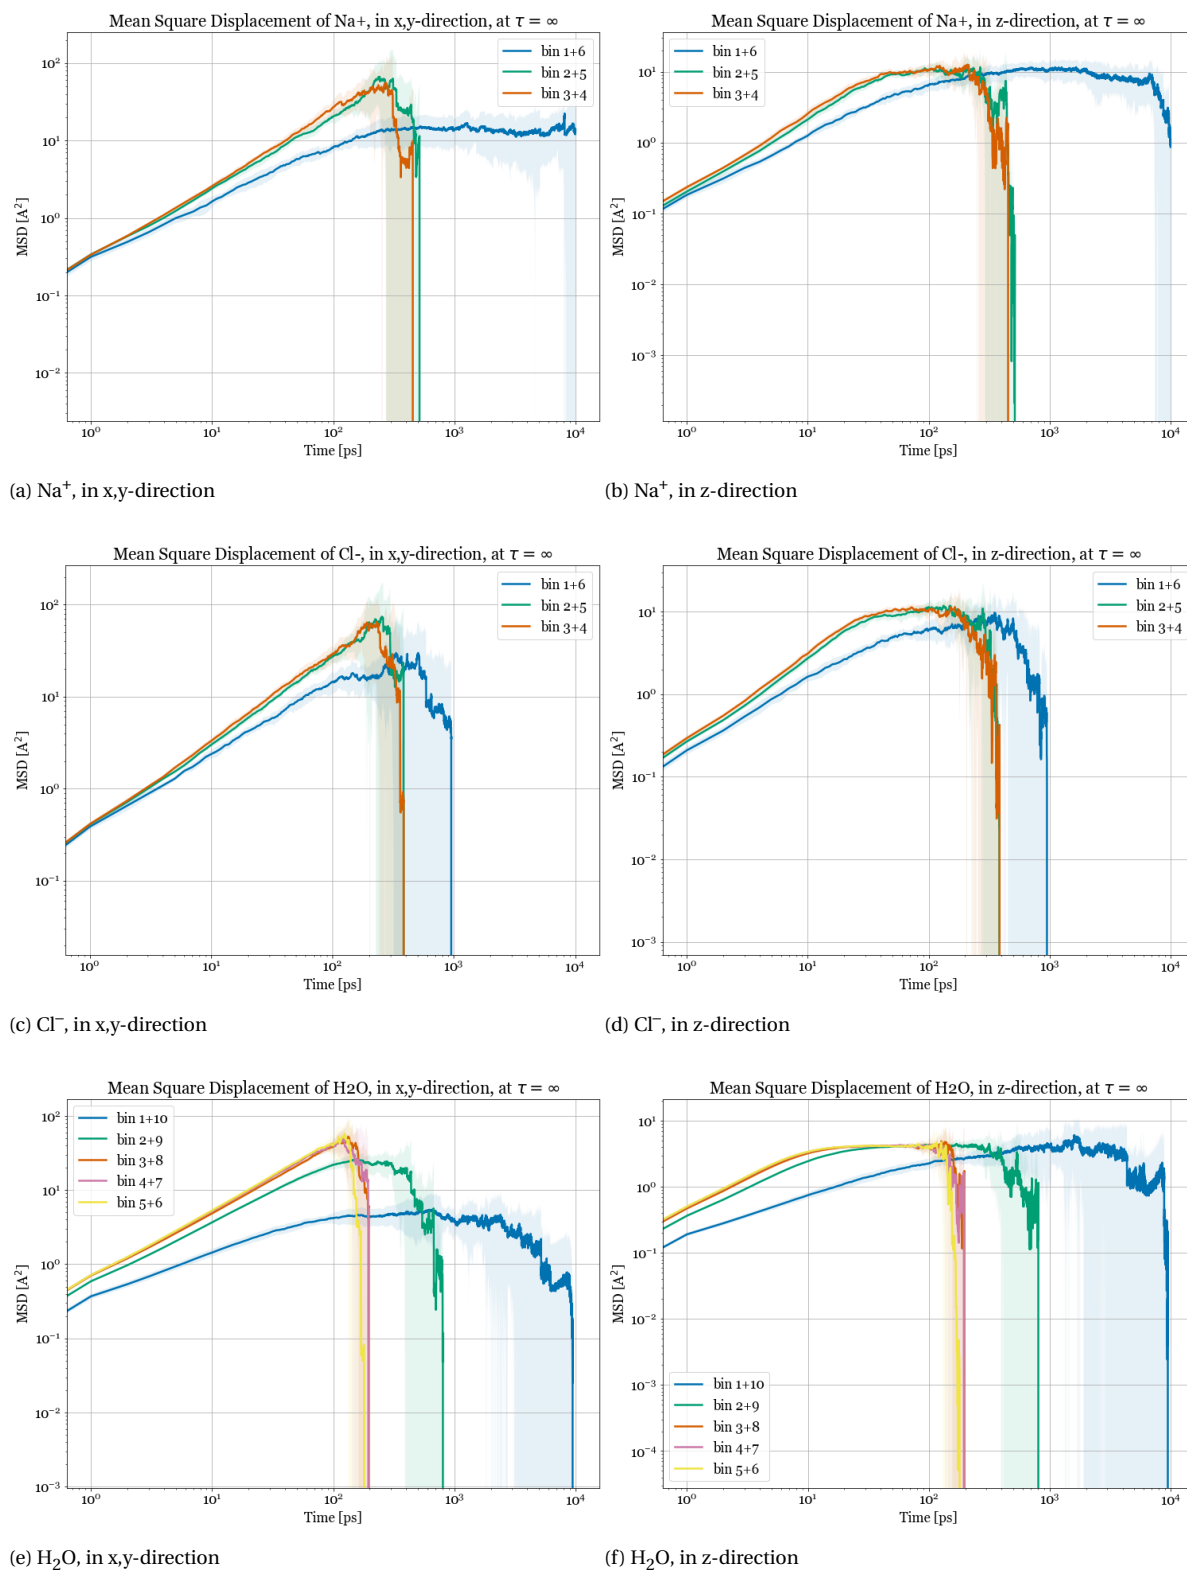 Mean Square Displacement of Na+, in x,y-direction, at τ = ∞
MSD [A²]
10²
10¹
10⁰
10⁻¹
10⁻²
bin 1+6
bin 2+5
bin 3+4
10⁰ 10¹ 10² 10³ 10⁴
Time [ps]
(a) Na⁺, in x,y-direction
Mean Square Displacement of Na+, in z-direction, at τ = ∞
MSD [A²]
10¹
10⁰
10⁻¹
10⁻²
10⁻³
bin 1+6
bin 2+5
bin 3+4
10⁰ 10¹ 10² 10³ 10⁴
Time [ps]
(b) Na⁺, in z-direction
Mean Square Displacement of Cl-, in x,y-direction, at τ = ∞
MSD [A²]
10²
10¹
10⁰
10⁻¹
bin 1+6
bin 2+5
bin 3+4
10⁰ 10¹ 10² 10³ 10⁴
Time [ps]
(c) Cl⁻, in x,y-direction
Mean Square Displacement of Cl-, in z-direction, at τ = ∞
MSD [A²]
10¹
10⁰
10⁻¹
10⁻²
10⁻³
bin 1+6
bin 2+5
bin 3+4
10⁰ 10¹ 10² 10³ 10⁴
Time [ps]
(d) Cl⁻, in z-direction
Mean Square Displacement of H2O, in x,y-direction, at τ = ∞
MSD [A²]
10²
10¹
10⁰
10⁻¹
10⁻²
10⁻³
bin 1+10
bin 2+9
bin 3+8
bin 4+7
bin 5+6
10⁰ 10¹ 10² 10³ 10⁴
Time [ps]
(e) H₂O, in x,y-direction
Mean Square Displacement of H2O, in z-direction, at τ = ∞
MSD [A²]
10¹
10⁰
10⁻¹
10⁻²
10⁻³
10⁻⁴
bin 1+10
bin 2+9
bin 3+8
bin 4+7
bin 5+6
10⁰ 10¹ 10² 10³ 10⁴
Time [ps]
(f) H₂O, in z-direction